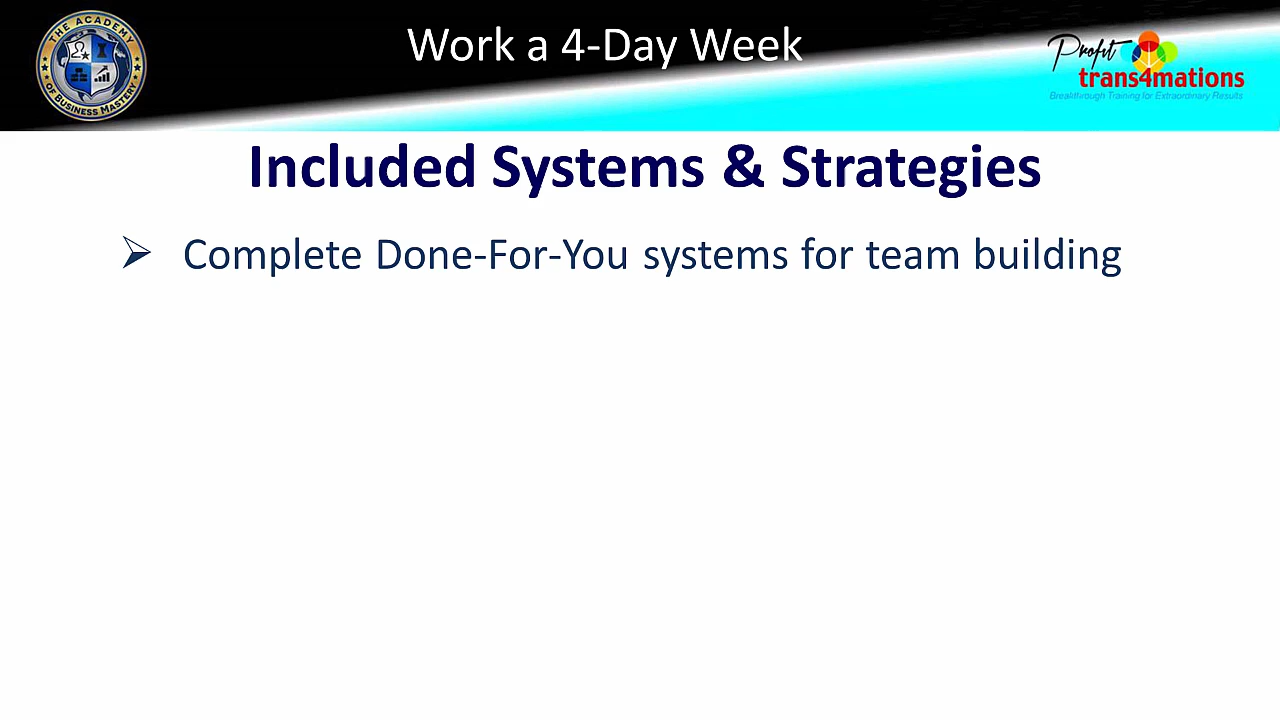 Work a 4-Day Week
THE ACADEMY
OF BUSINESS MASTERY
Profit
trans4mations
Breakthrough Training for Extraordinary Results
Included Systems & Strategies
➢ Complete Done-For-You systems for team building